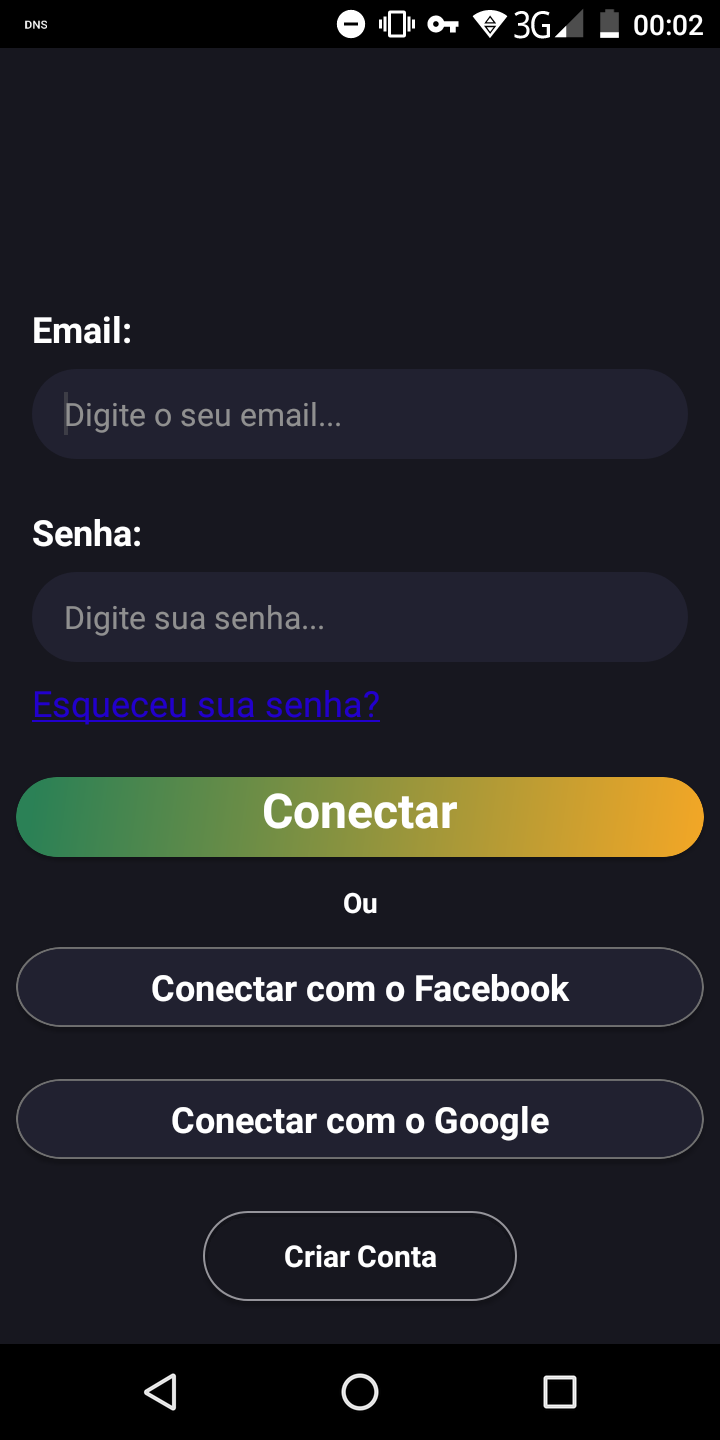 DNS 3G 00:02
Email:
Digite o seu email...
Senha:
Digite sua senha...
Esqueceu sua senha?
Conectar
Ou
Conectar com o Facebook
Conectar com o Google
Criar Conta